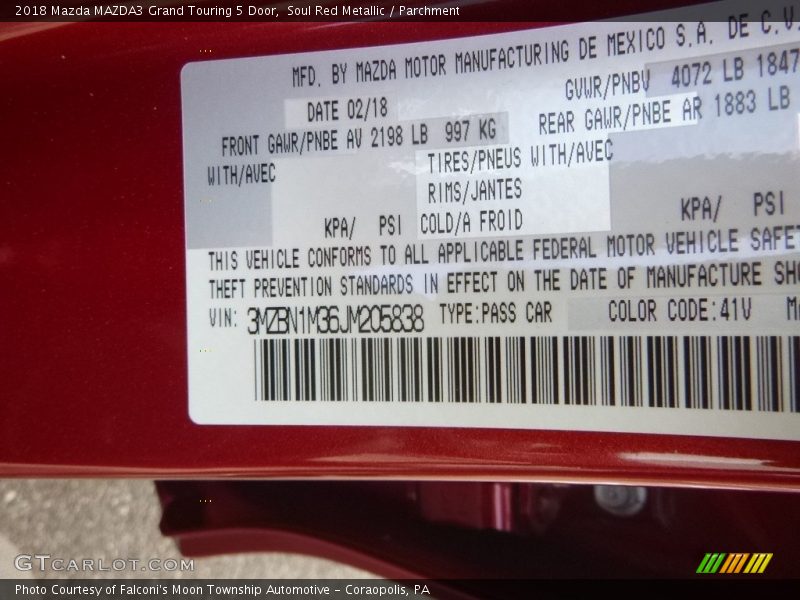 2018 Mazda MAZDA3 Grand Touring 5 Door, Soul Red Metallic / Parchment
MFD. BY MAZDA MOTOR MANUFACTURING DE MEXICO S.A. DE C.V.
DATE 02/18
GVWR/PNBV 4072 LB 1847
FRONT GAWR/PNBE AV 2198 LB 997 KG
REAR GAWR/PNBE AR 1883 LB
WITH/AVEC
TIRES/PNEUS WITH/AVEC
RIMS/JANTES
KPA/ PSI COLD/A FROID
KPA/ PSI
THIS VEHICLE CONFORMS TO ALL APPLICABLE FEDERAL MOTOR VEHICLE SAFET
THEFT PREVENTION STANDARDS IN EFFECT ON THE DATE OF MANUFACTURE SH
VIN: 3MZBN1M36JM205838 TYPE:PASS CAR COLOR CODE:41V
GTCARLOT.COM
Photo Courtesy of Falconi's Moon Township Automotive - Coraopolis, PA